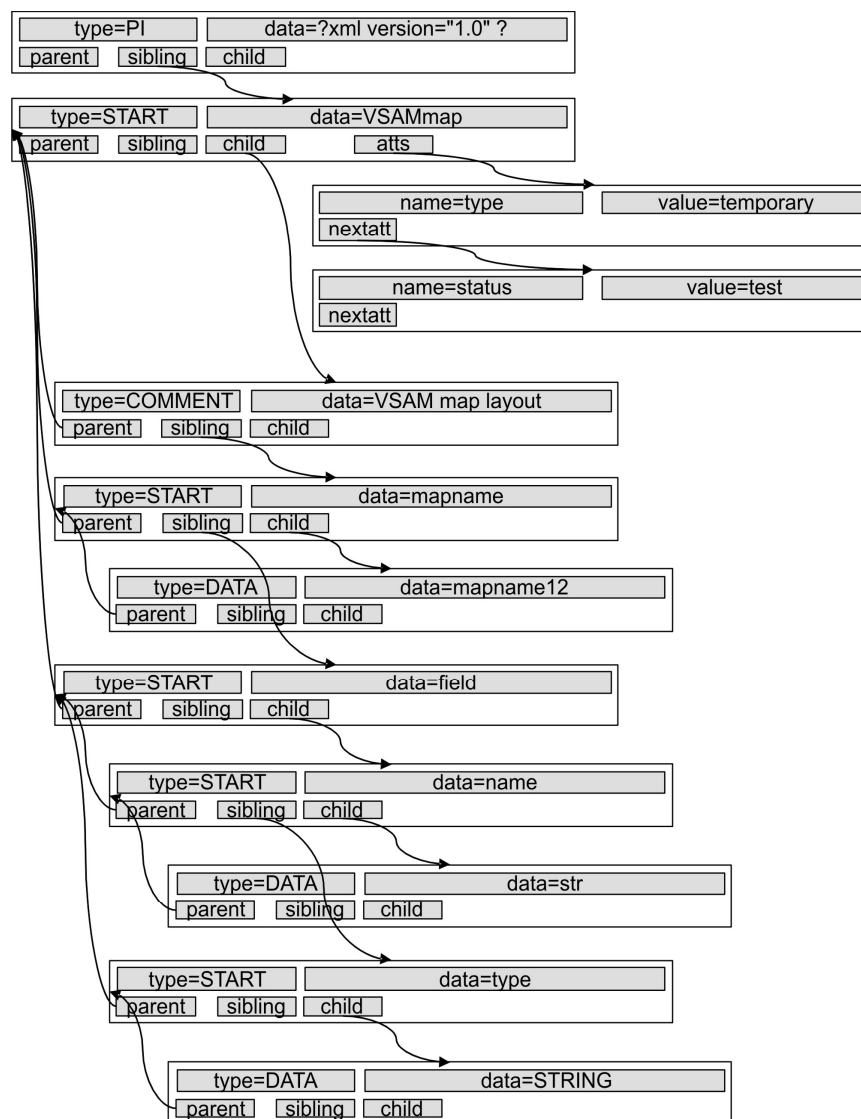 type=PI data=?xml version="1.0" ?
parent sibling child
type=START data=VSAMmap
parent sibling child atts
name=type value=temporary
nextatt
name=status value=test
nextatt
type=COMMENT data=VSAM map layout
parent sibling child
type=START data=mapname
parent sibling child
type=DATA data=mapname12
parent sibling child
type=START data=field
parent sibling child
type=START data=name
parent sibling child
type=DATA data=str
parent sibling child
type=START data=type
parent sibling child
type=DATA data=STRING
parent sibling child